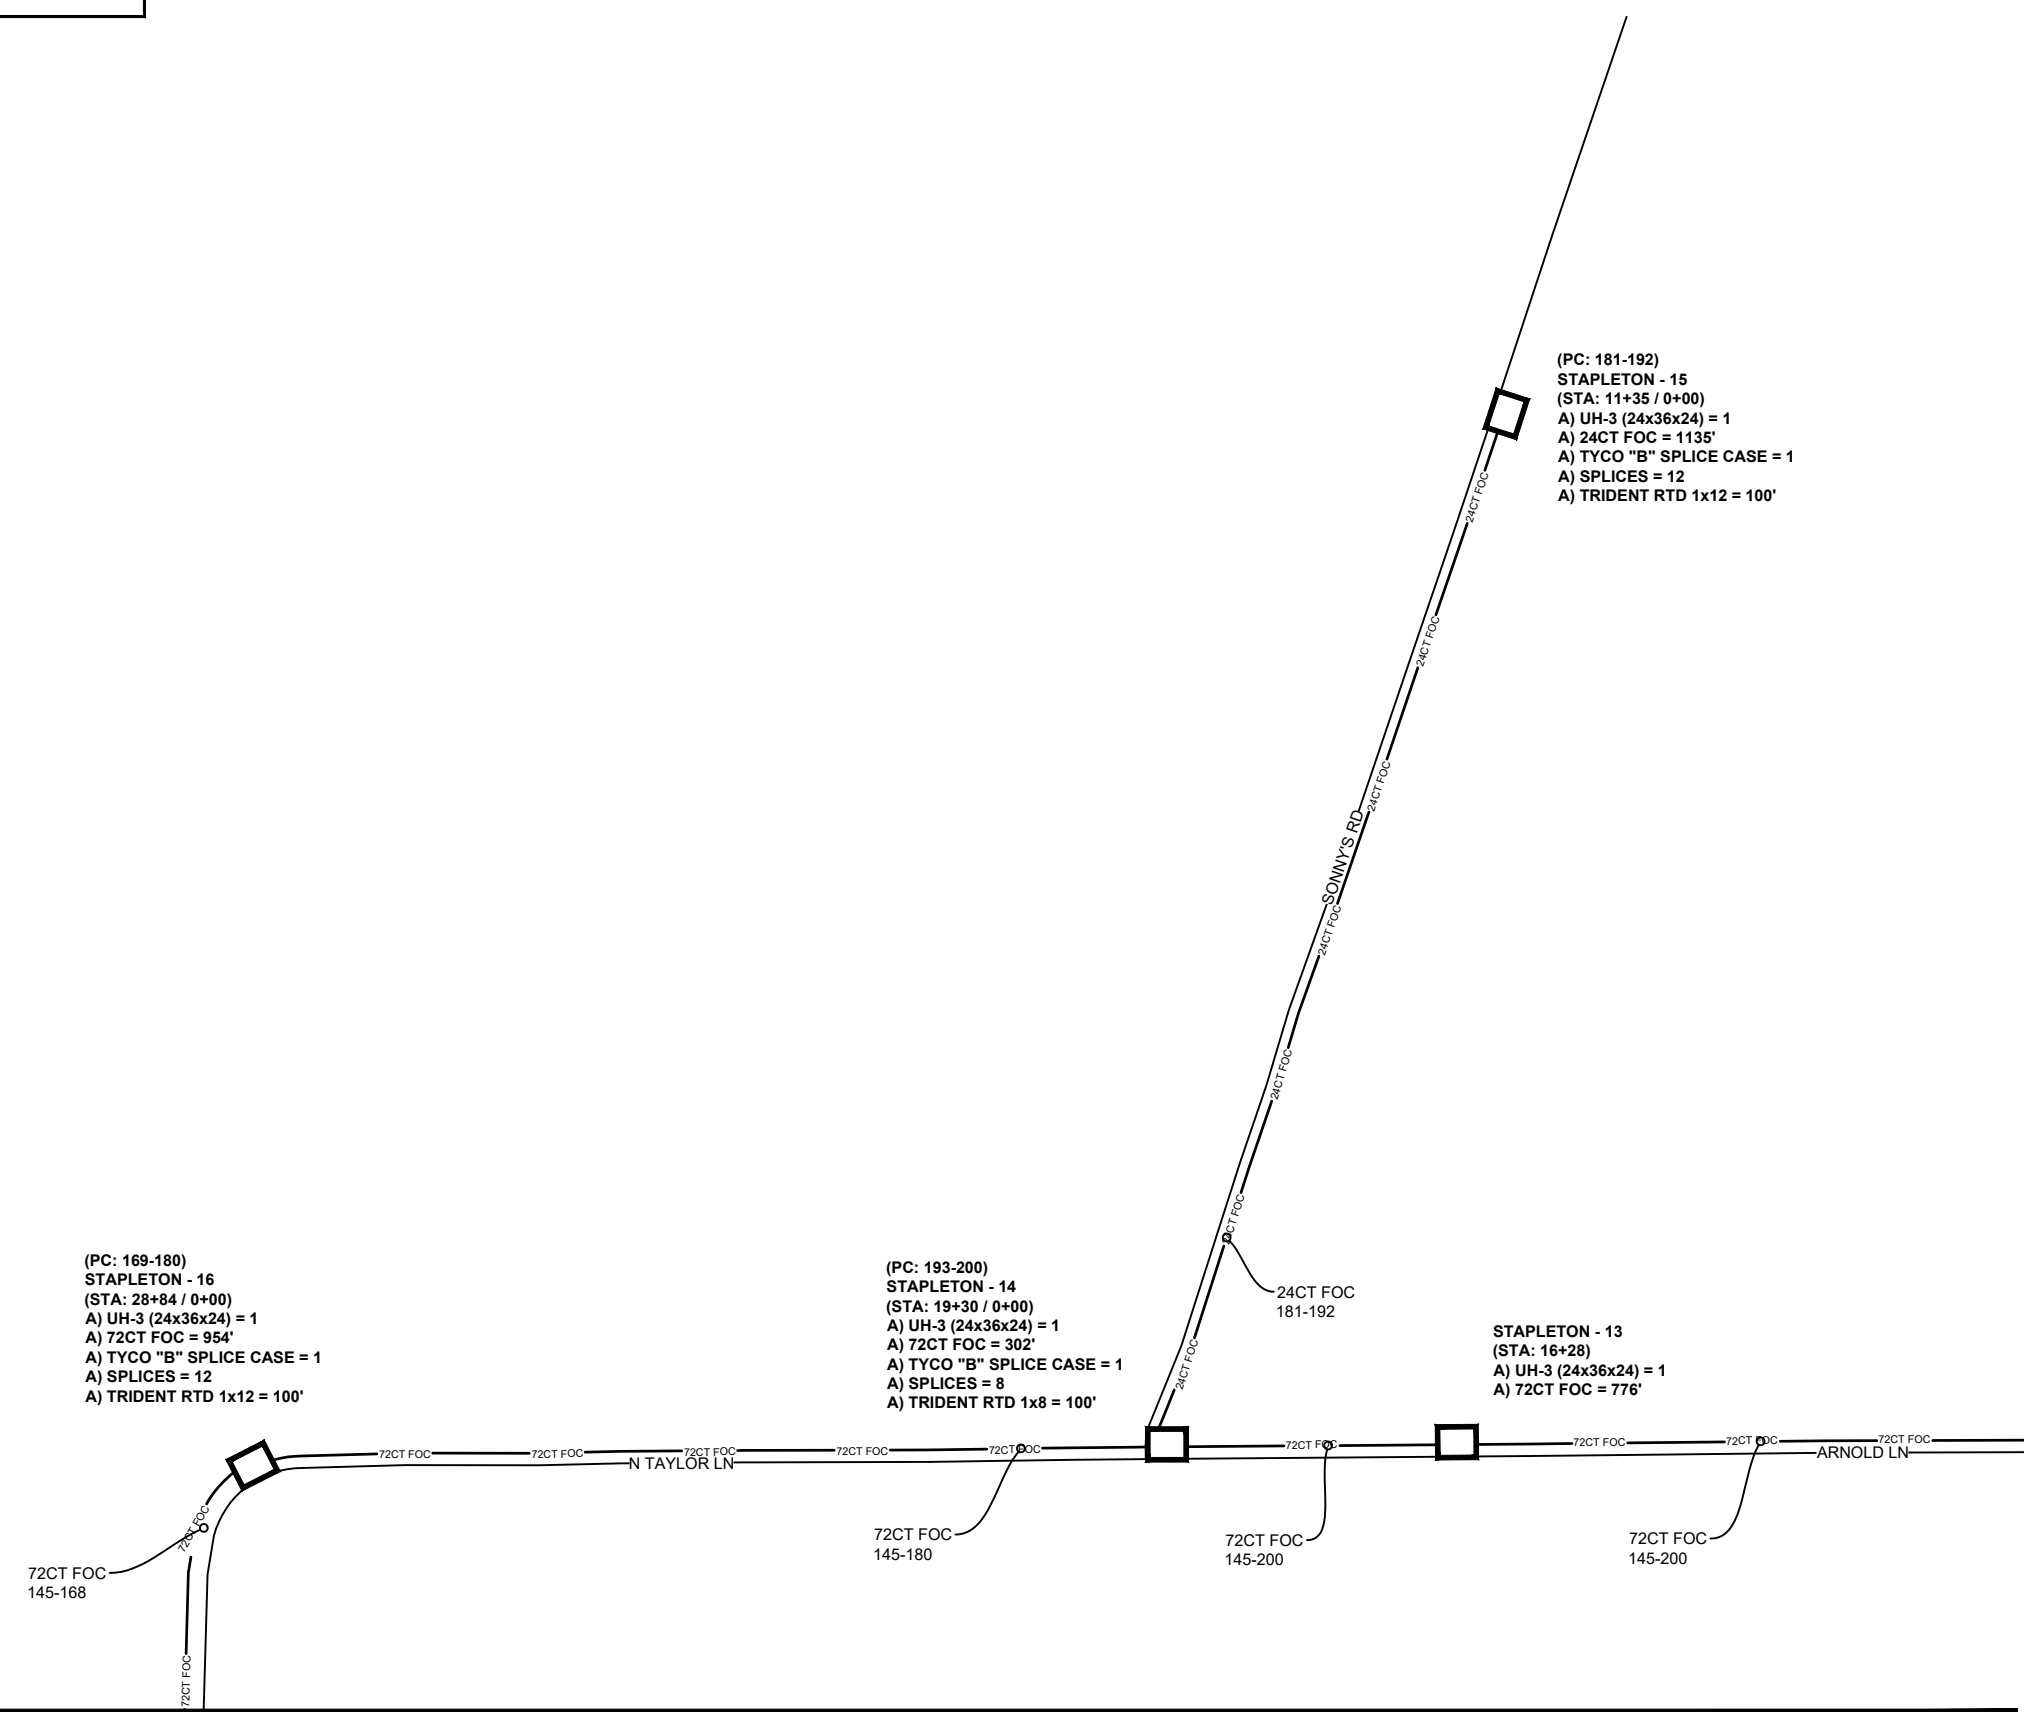 (PC: 181-192)
STAPLETON - 15
(STA: 11+35 / 0+00)
A) UH-3 (24x36x24) = 1
A) 24CT FOC = 1135'
A) TYCO "B" SPLICE CASE = 1
A) SPLICES = 12
A) TRIDENT RTD 1x12 = 100'
24CT FOC
24CT FOC
24CT FOC
SONNY'S RD
24CT FOC
24CT FOC
24CT FOC
24CT FOC
24CT FOC
181-192
(PC: 169-180)
STAPLETON - 16
(STA: 28+84 / 0+00)
A) UH-3 (24x36x24) = 1
A) 72CT FOC = 954'
A) TYCO "B" SPLICE CASE = 1
A) SPLICES = 12
A) TRIDENT RTD 1x12 = 100'
(PC: 193-200)
STAPLETON - 14
(STA: 19+30 / 0+00)
A) UH-3 (24x36x24) = 1
A) 72CT FOC = 302'
A) TYCO "B" SPLICE CASE = 1
A) SPLICES = 8
A) TRIDENT RTD 1x8 = 100'
STAPLETON - 13
(STA: 16+28)
A) UH-3 (24x36x24) = 1
A) 72CT FOC = 776'
72CT FOC
72CT FOC
72CT FOC
72CT FOC
72CT FOC
72CT FOC
72CT FOC
72CT FOC
72CT FOC
N TAYLOR LN
ARNOLD LN
72CT FOC
72CT FOC
145-168
72CT FOC
145-180
72CT FOC
145-200
72CT FOC
145-200
72CT FOC